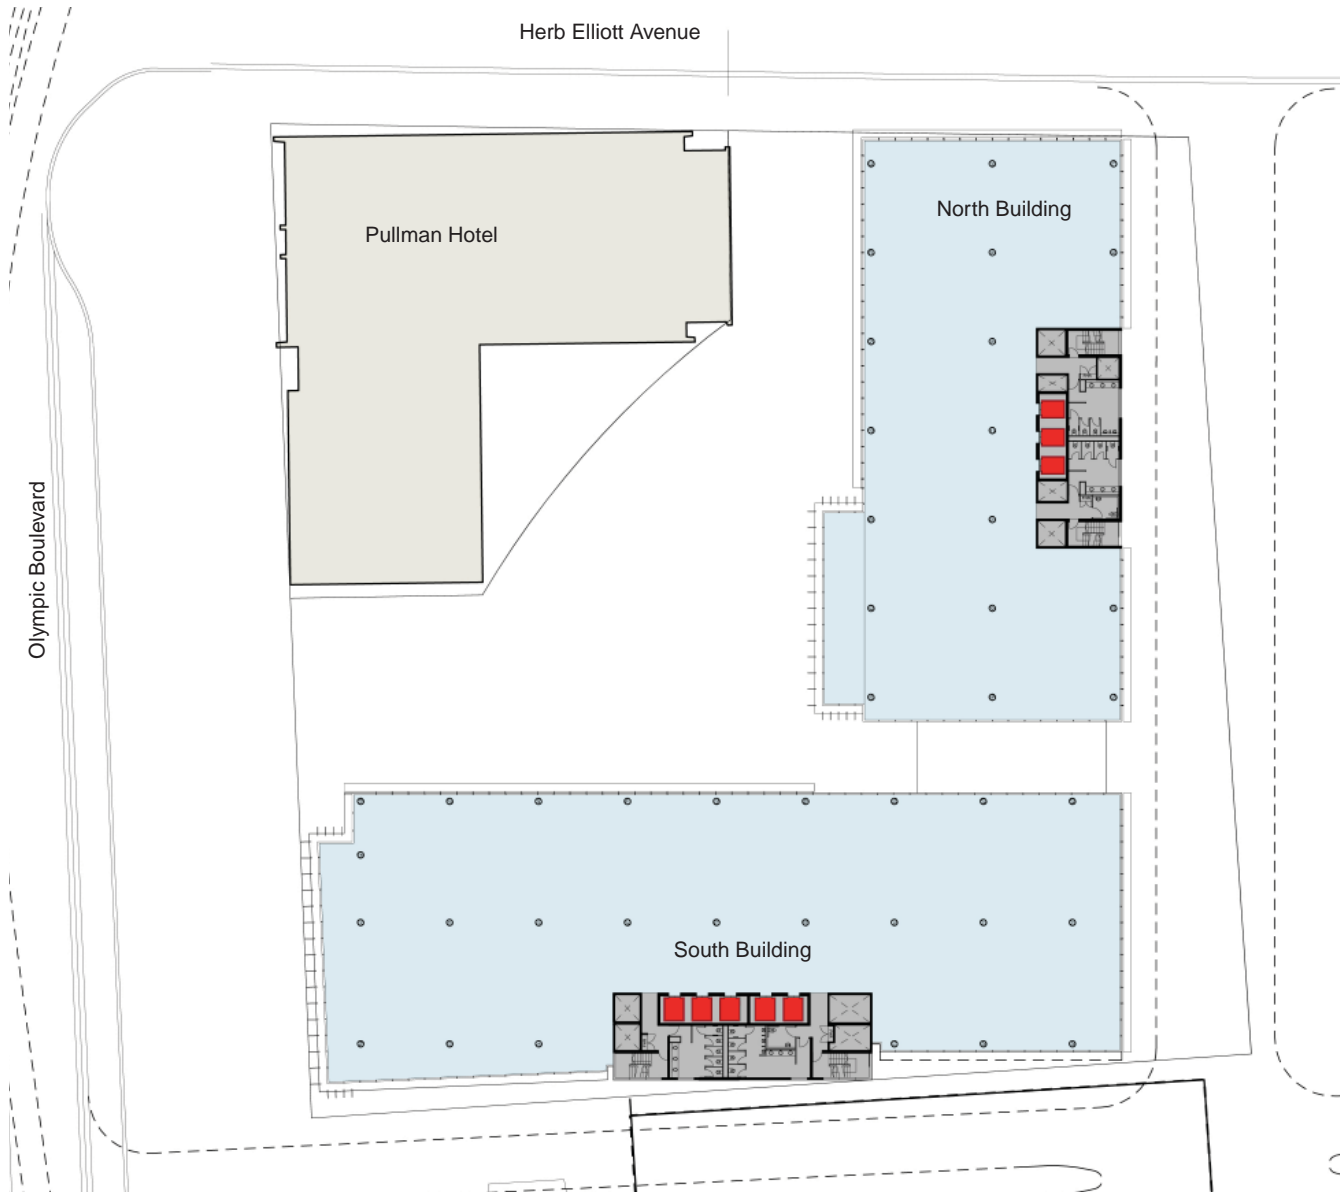 Herb Elliott Avenue
North Building
Pullman Hotel
Olympic Boulevard
South Building